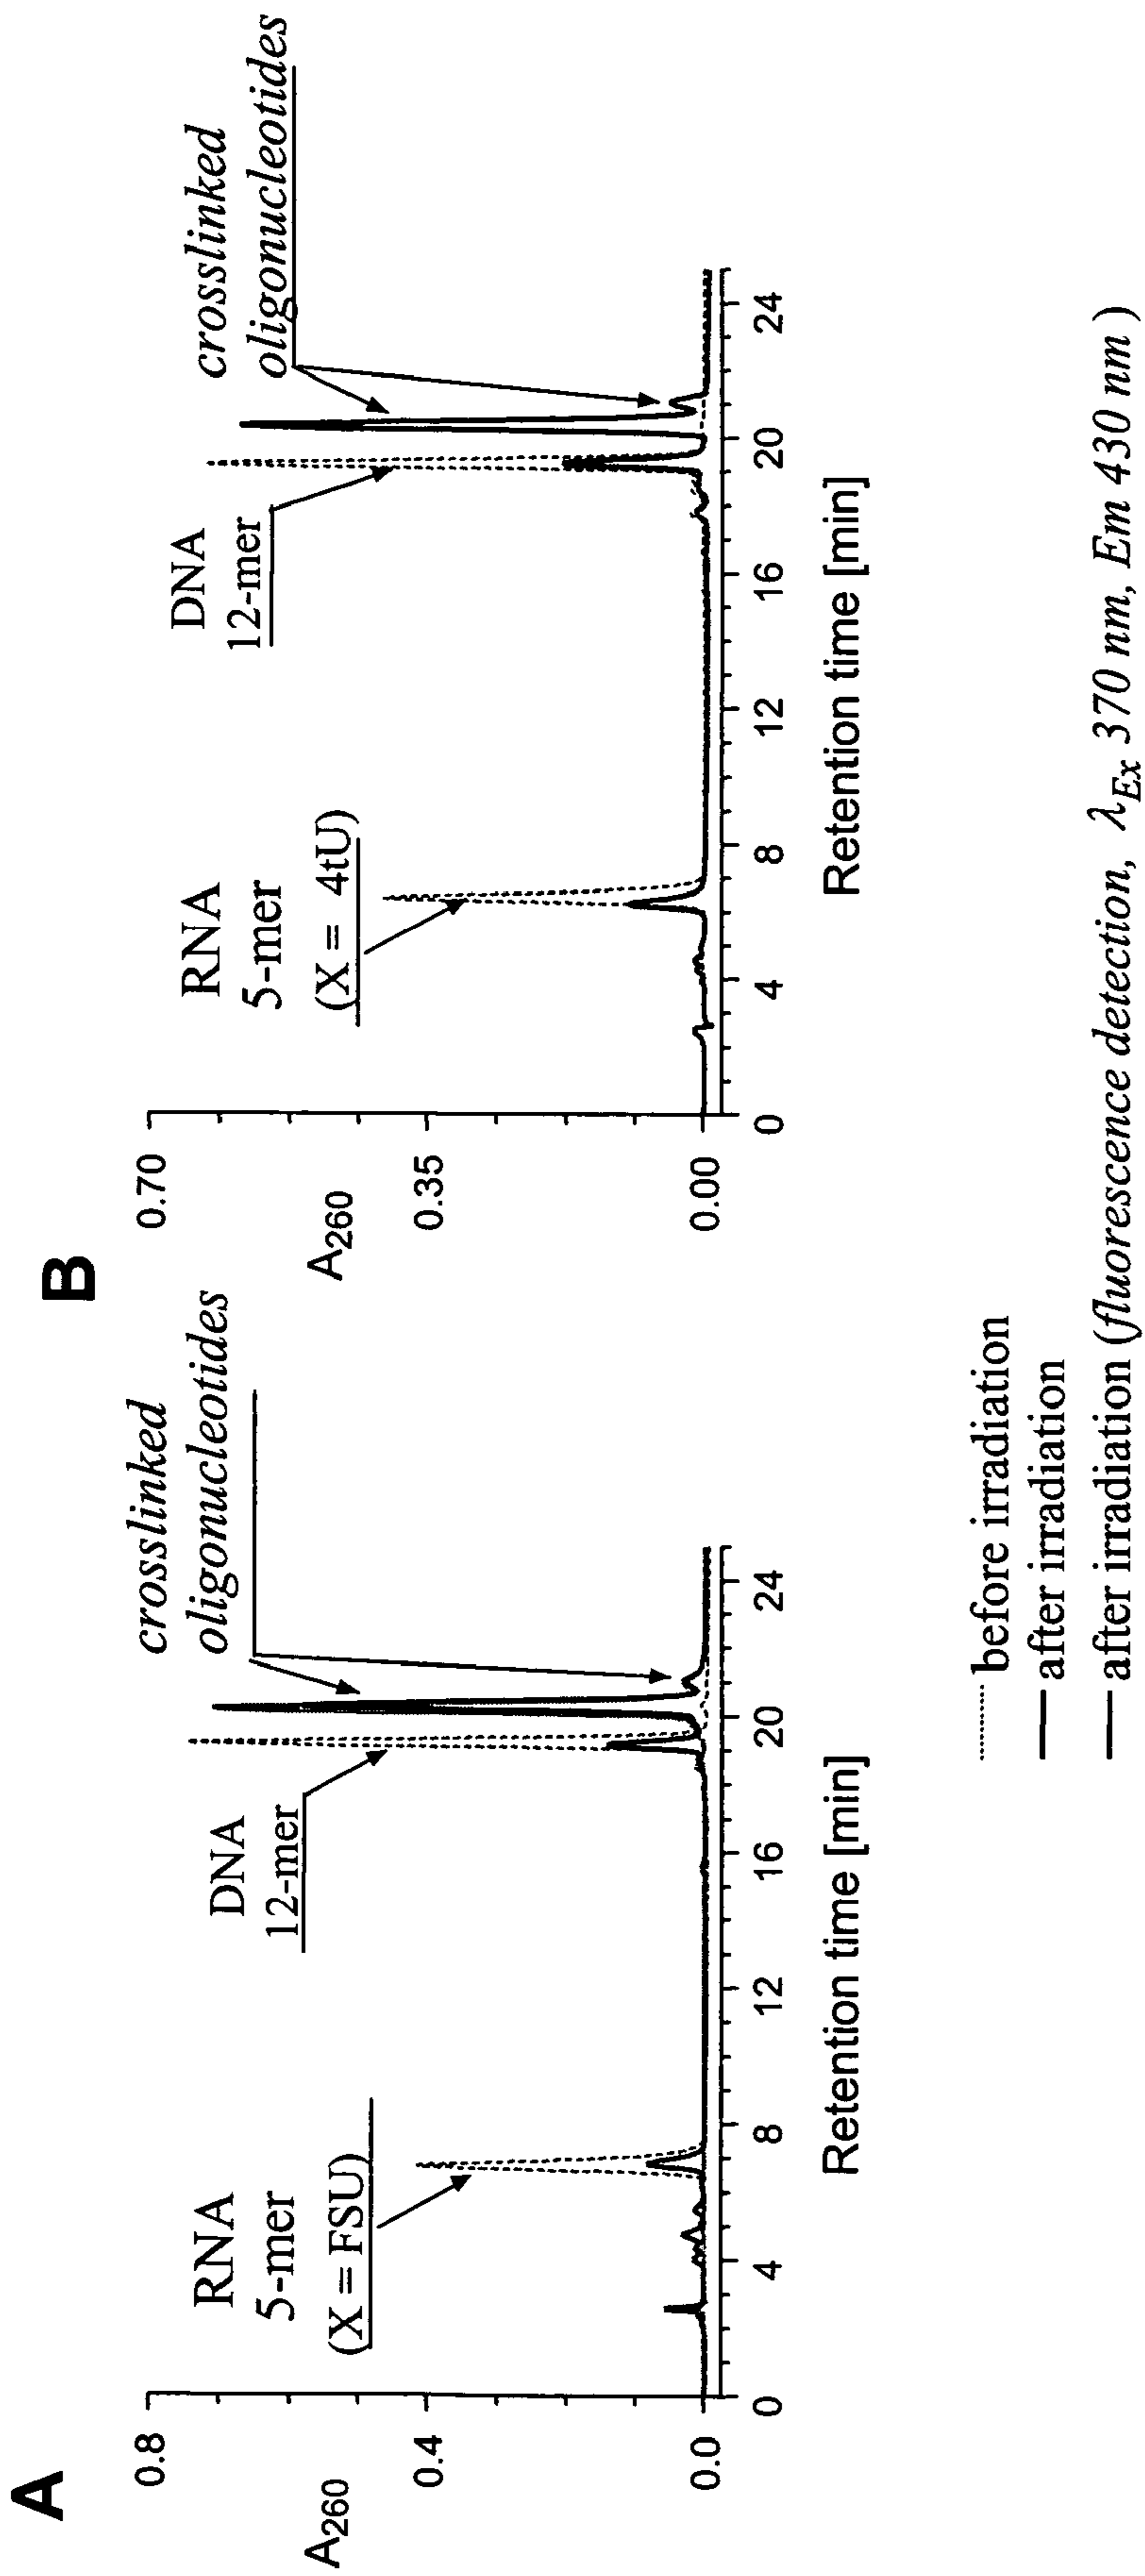 A
crosslinked
oligonucleotides
RNA
5-mer
(X = FSU)
DNA
12-mer
0.8
A260
0.4
0.0
0 4 8 12 16 20 24
Retention time [min]
B
crosslinked
oligonucleotides
RNA
5-mer
(X = 4tU)
DNA
12-mer
0.70
A260
0.35
0.00
0 4 8 12 16 20 24
Retention time [min]
before irradiation
after irradiation
after irradiation (fluorescence detection, λEx 370 nm, Em 430 nm )